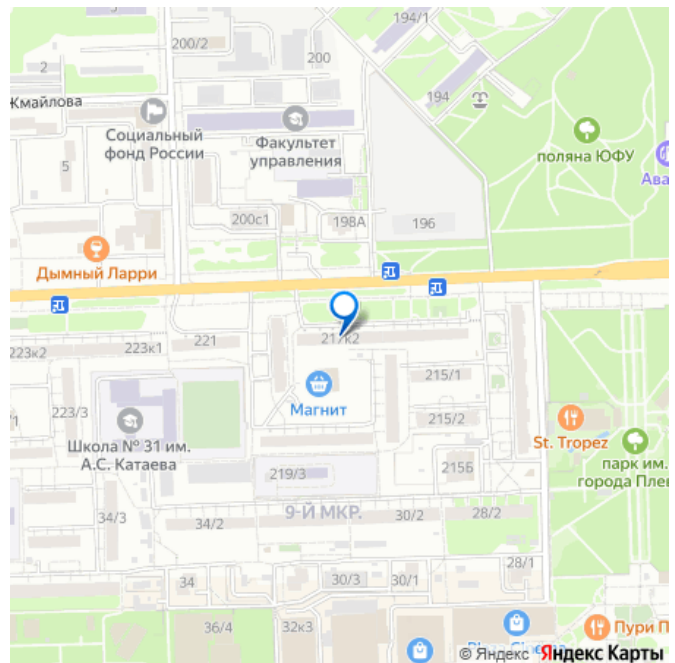 194/1
200/2
200
2
194
Жмайлова
Социальный
фонд России
Факультет
управления
поляна ЮФУ
Ава
5
200с1
198А
196
Дымный Ларри
223к2
223к1
221
217к2
215/1
Магнит
223/3
215/2
Школа № 31 им.
А.С. Катаева
St. Tropez
219/3
215Б
парк им.
города Плев
9-Й МКР.
34/3
34/2
30/2
28/2
28/1
34
30/3
30/1
36/4
32к3
Пури П
© Яндекс Яндекс Карты